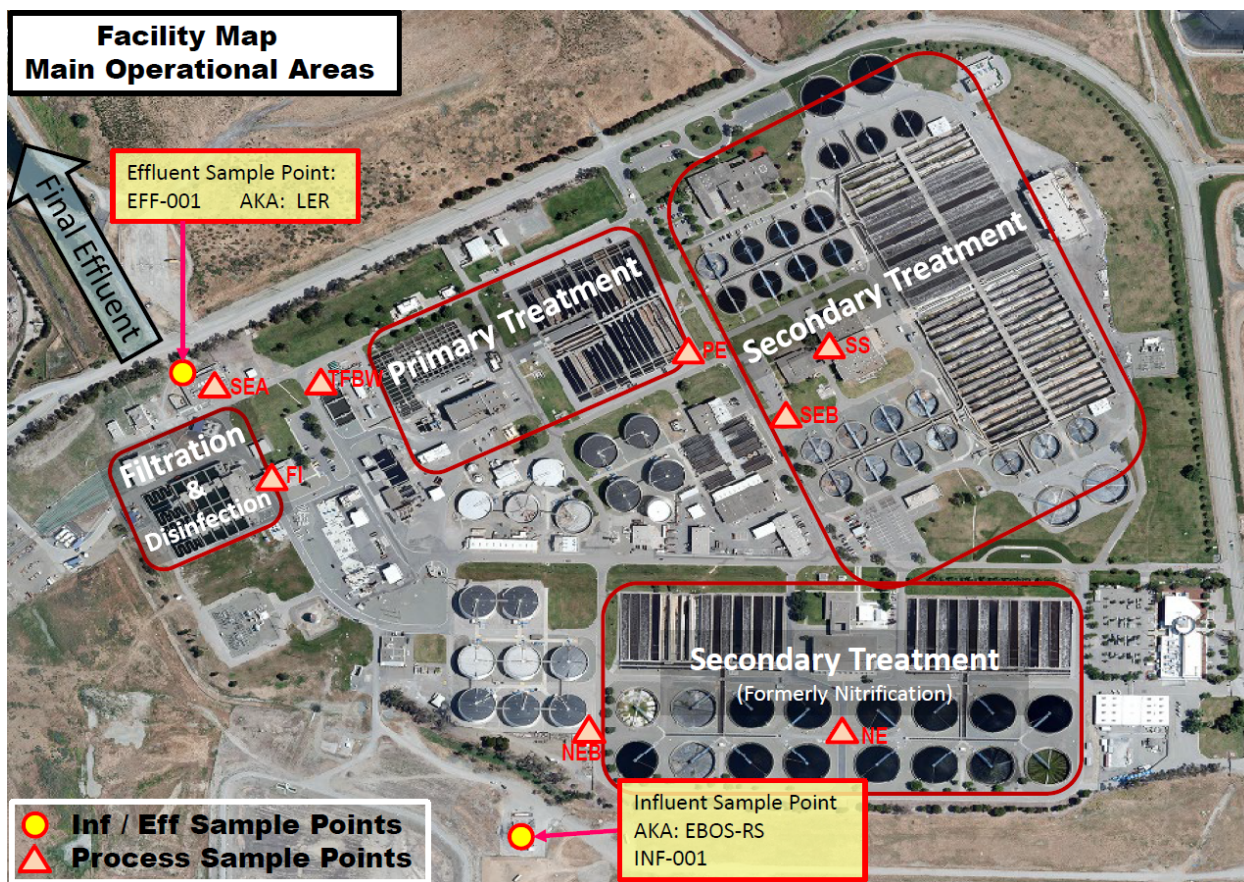 Facility Map
Main Operational Areas
Final Effluent
Effluent Sample Point:
EFF-001 AKA: LER
Primary Treatment
Secondary Treatment
PE
SS
SEB
SEA
TFBW
Filtration
&
Disinfection
FI
Secondary Treatment
(Formerly Nitrification)
NEB
NE
Influent Sample Point
AKA: EBOS-RS
INF-001
Inf / Eff Sample Points
Process Sample Points